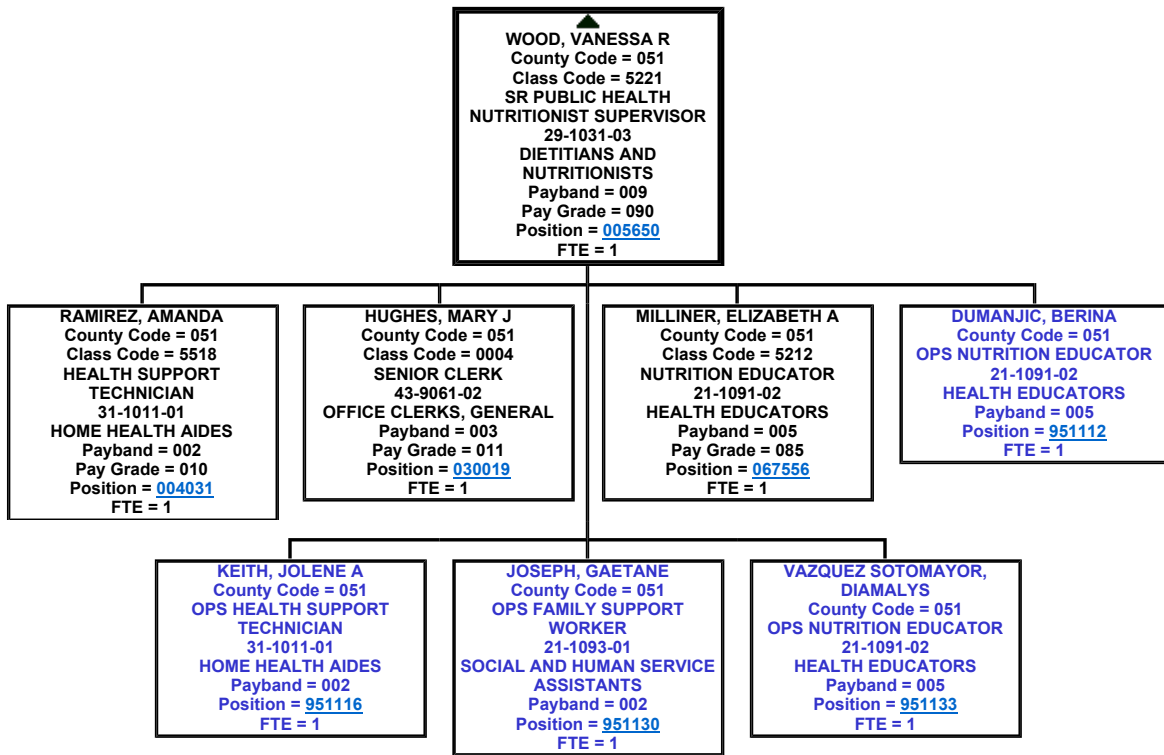 WOOD, VANESSA R
County Code = 051
Class Code = 5221
SR PUBLIC HEALTH
NUTRITIONIST SUPERVISOR
29-1031-03
DIETITIANS AND
NUTRITIONISTS
Payband = 009
Pay Grade = 090
Position = 005650
FTE = 1
RAMIREZ, AMANDA
County Code = 051
Class Code = 5518
HEALTH SUPPORT
TECHNICIAN
31-1011-01
HOME HEALTH AIDES
Payband = 002
Pay Grade = 010
Position = 004031
FTE = 1
HUGHES, MARY J
County Code = 051
Class Code = 0004
SENIOR CLERK
43-9061-02
OFFICE CLERKS, GENERAL
Payband = 003
Pay Grade = 011
Position = 030019
FTE = 1
MILLINER, ELIZABETH A
County Code = 051
Class Code = 5212
NUTRITION EDUCATOR
21-1091-02
HEALTH EDUCATORS
Payband = 005
Pay Grade = 085
Position = 067556
FTE = 1
DUMANJIC, BERINA
County Code = 051
OPS NUTRITION EDUCATOR
21-1091-02
HEALTH EDUCATORS
Payband = 005
Position = 951112
FTE = 1
KEITH, JOLENE A
County Code = 051
OPS HEALTH SUPPORT
TECHNICIAN
31-1011-01
HOME HEALTH AIDES
Payband = 002
Position = 951116
FTE = 1
JOSEPH, GAETANE
County Code = 051
OPS FAMILY SUPPORT
WORKER
21-1093-01
SOCIAL AND HUMAN SERVICE
ASSISTANTS
Payband = 002
Position = 951130
FTE = 1
VAZQUEZ SOTOMAYOR,
DIAMALYS
County Code = 051
OPS NUTRITION EDUCATOR
21-1091-02
HEALTH EDUCATORS
Payband = 005
Position = 951133
FTE = 1